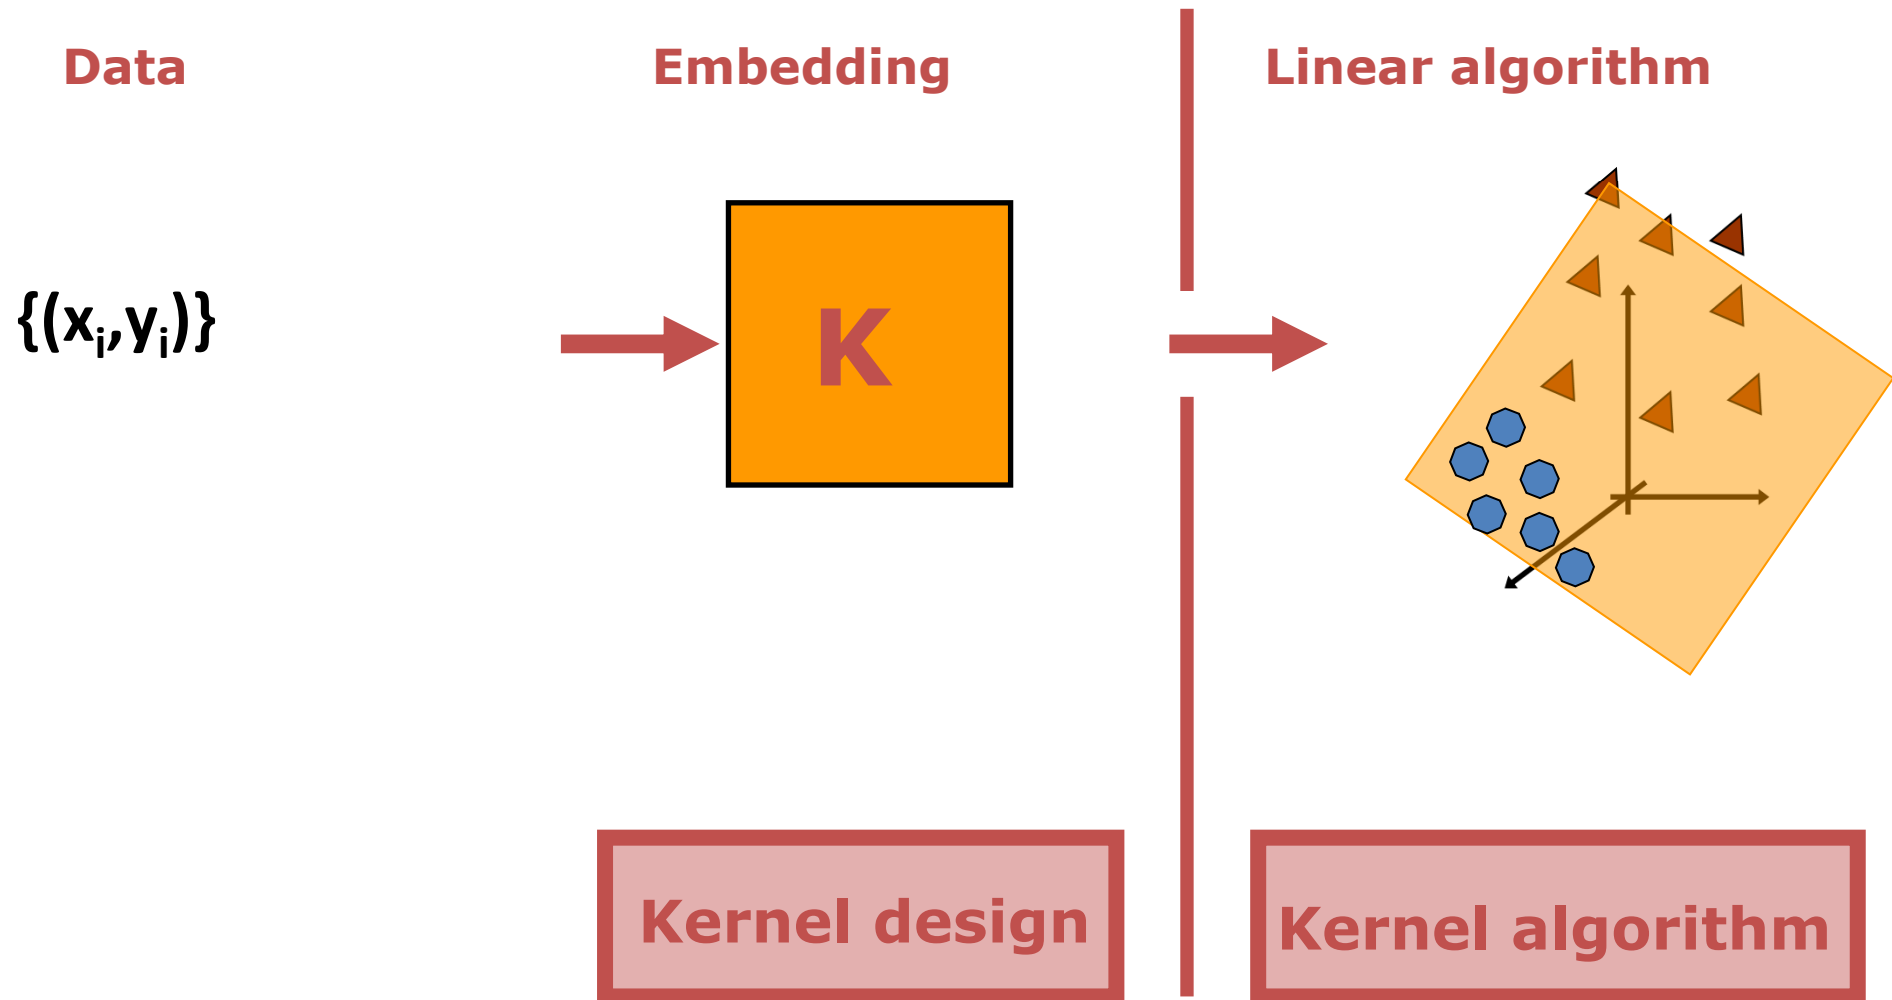 Data
Embedding
Linear algorithm
{(xᵢ,yᵢ)}
K
Kernel design
Kernel algorithm